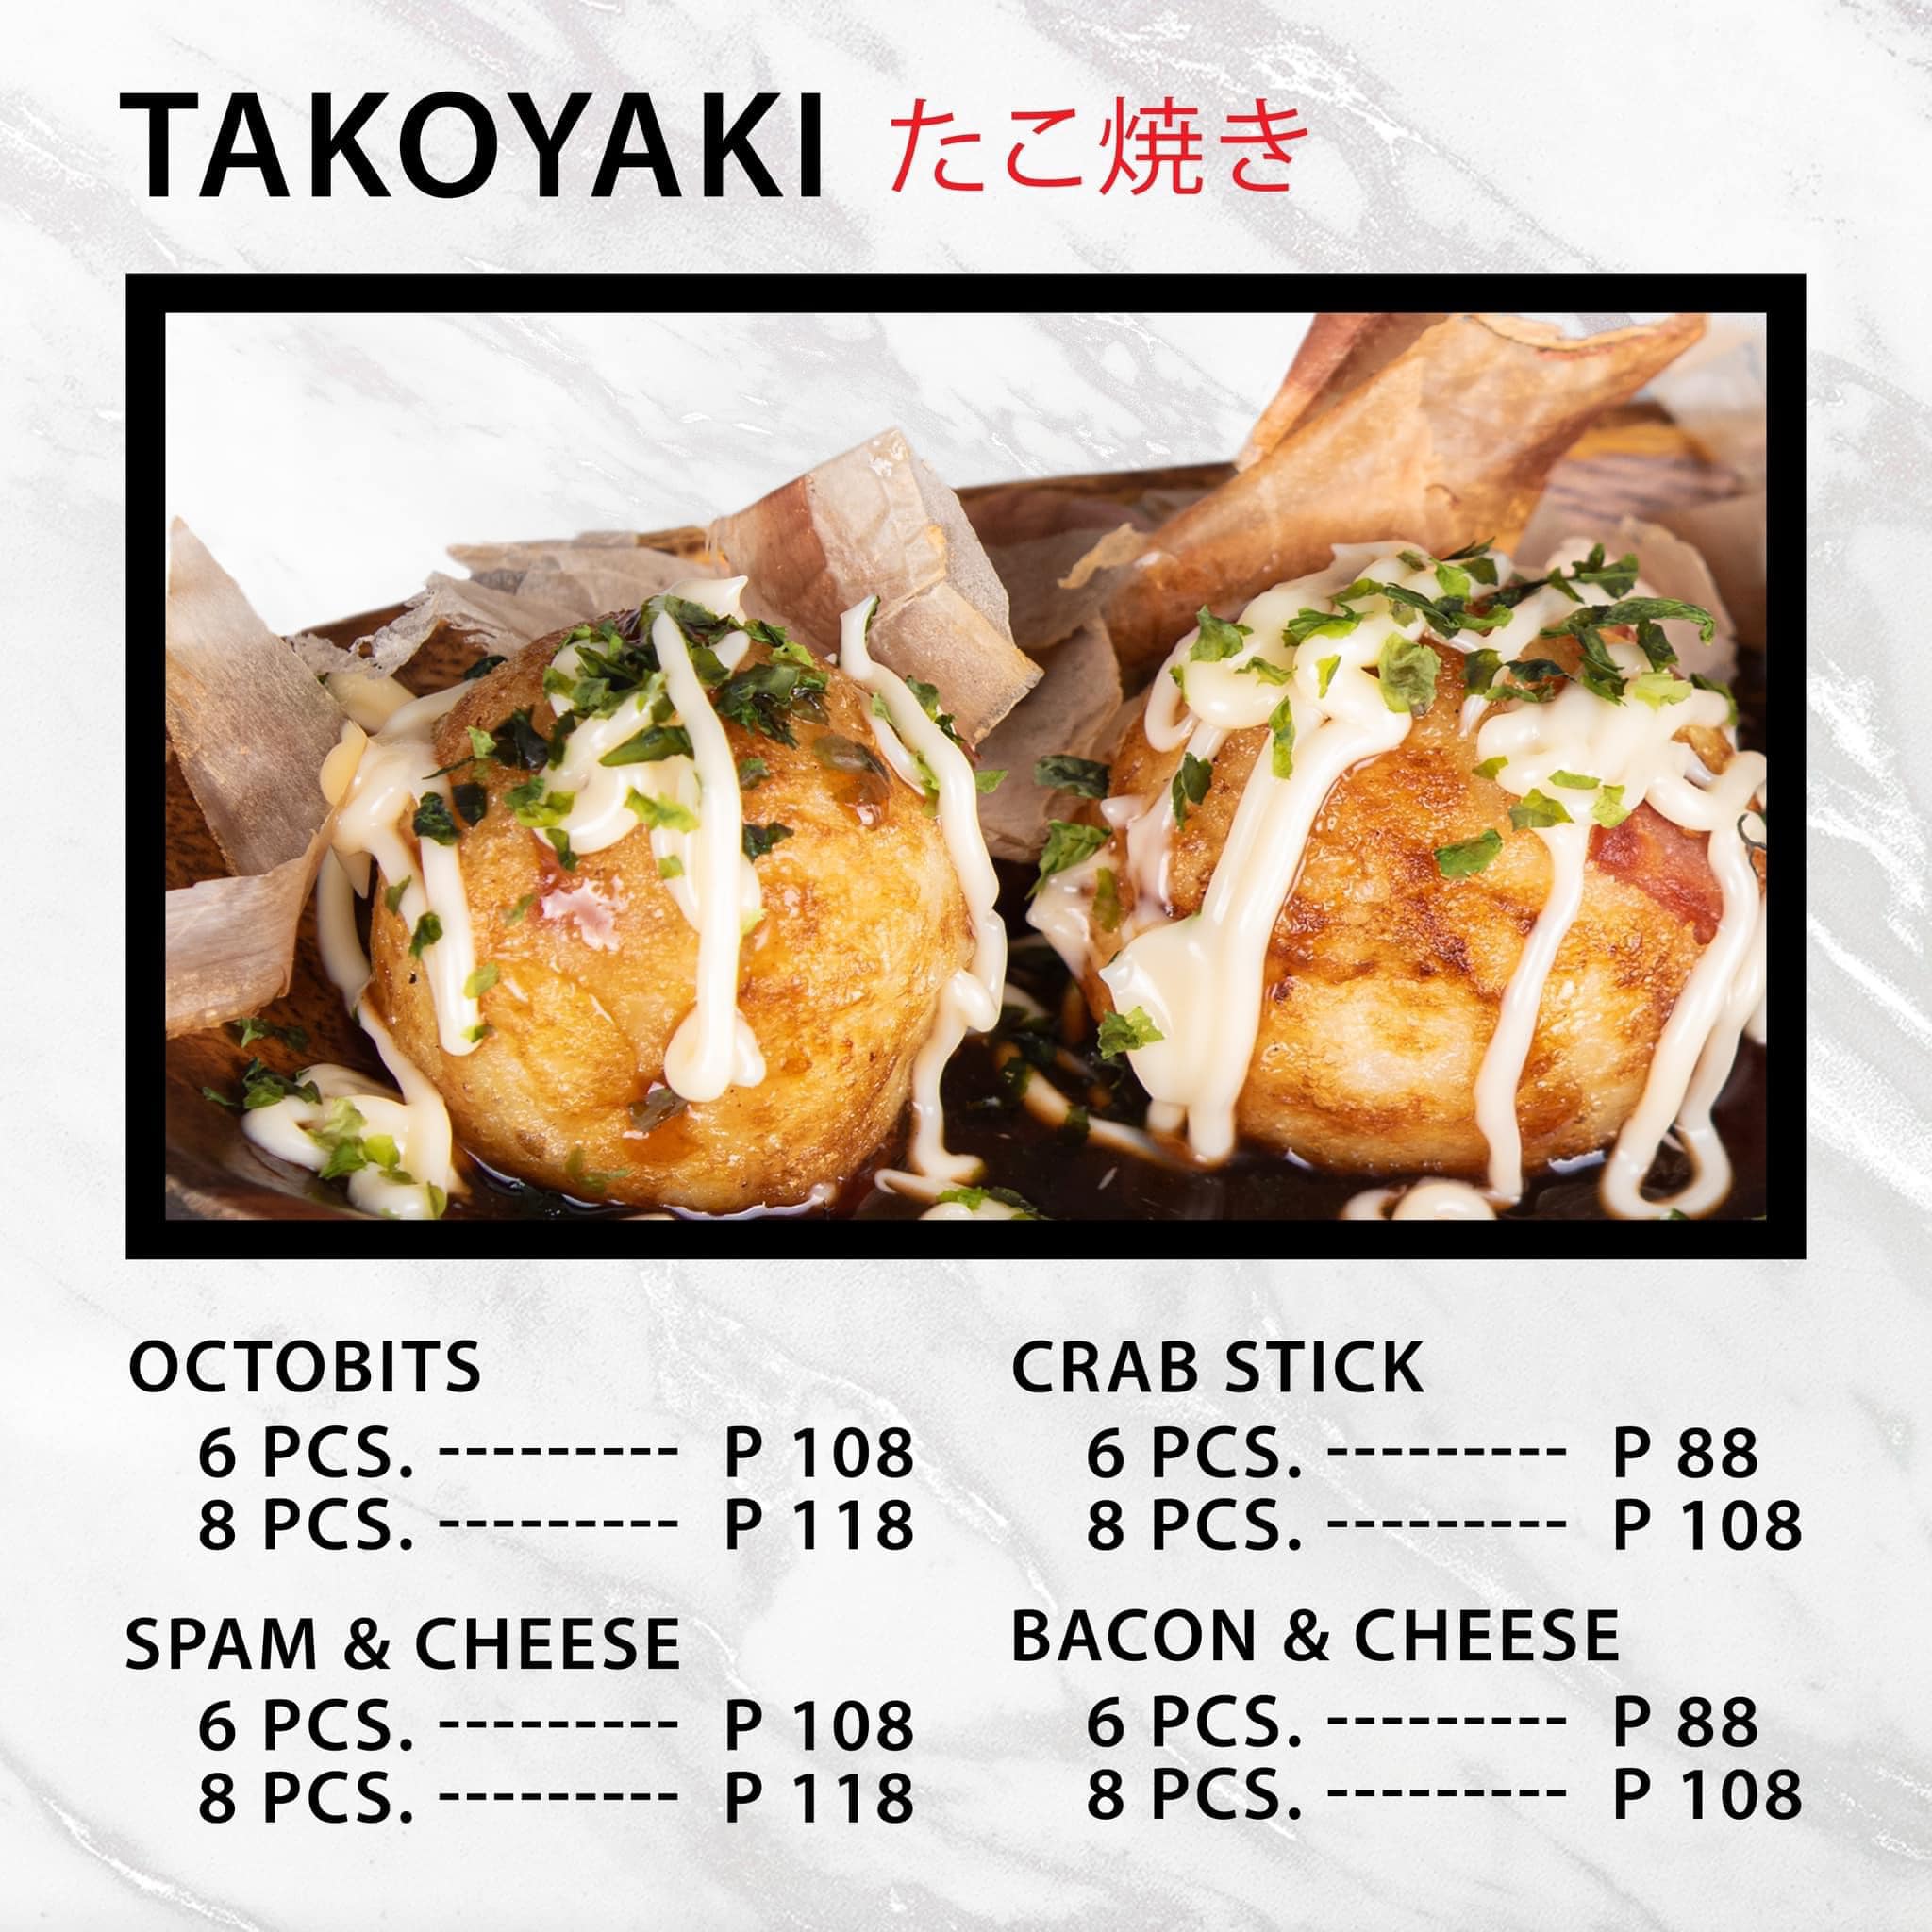 TAKOYAKI たこ焼き
OCTOBITS
6 PCS. --------- P 108
8 PCS. --------- P 118
CRAB STICK
6 PCS. --------- P 88
8 PCS. --------- P 108
SPAM & CHEESE
6 PCS. --------- P 108
8 PCS. --------- P 118
BACON & CHEESE
6 PCS. --------- P 88
8 PCS. --------- P 108